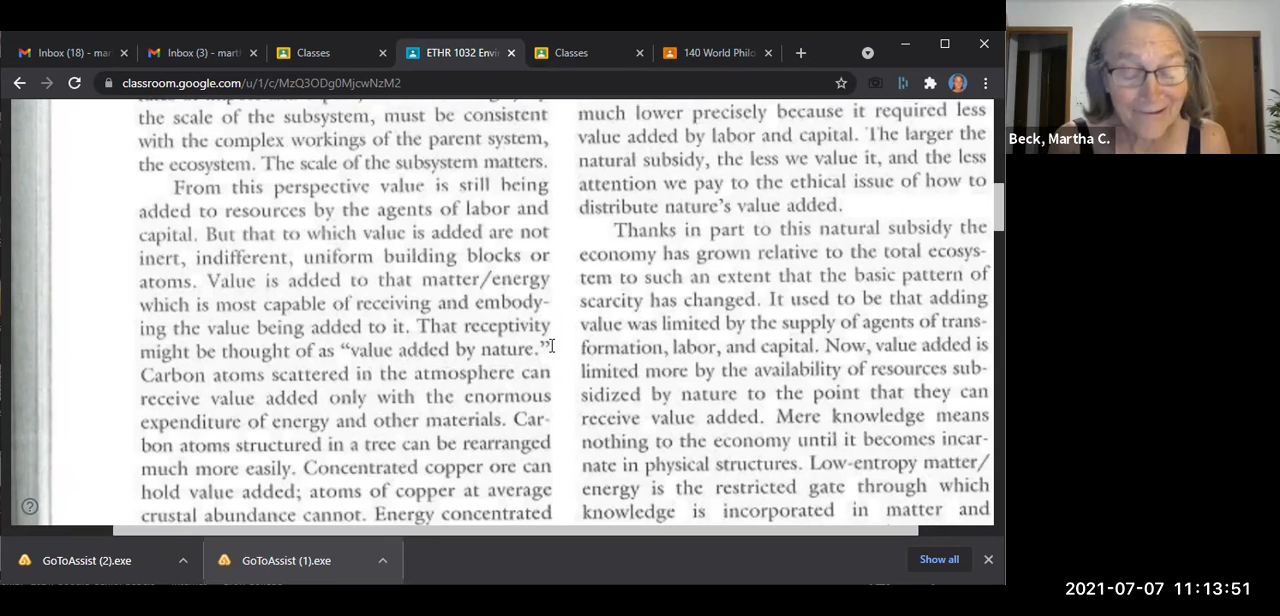 Inbox (18) - mar
Inbox (3) - mart
Classes
ETHR 1032 Envi
Classes
140 World Philo
classroom.google.com/u/1/c/MzQ3ODg0MjcwNzM2
Beck, Martha C.
the scale of the subsystem, must be consistent
with the complex workings of the parent system,
the ecosystem. The scale of the subsystem matters.
From this perspective value is still being
added to resources by the agents of labor and
capital. But that to which value is added are not
inert, indifferent, uniform building blocks or
atoms. Value is added to that matter/energy
which is most capable of receiving and embody-
ing the value being added to it. That receptivity
might be thought of as “value added by nature.”
Carbon atoms scattered in the atmosphere can
receive value added only with the enormous
expenditure of energy and other materials. Car-
bon atoms structured in a tree can be rearranged
much more easily. Concentrated copper ore can
hold value added; atoms of copper at average
crustal abundance cannot. Energy concentrated
much lower precisely because it required less
value added by labor and capital. The larger the
natural subsidy, the less we value it, and the less
attention we pay to the ethical issue of how to
distribute nature’s value added.
Thanks in part to this natural subsidy the
economy has grown relative to the total ecosys-
tem to such an extent that the basic pattern of
scarcity has changed. It used to be that adding
value was limited by the supply of agents of trans-
formation, labor, and capital. Now, value added is
limited more by the availability of resources sub-
sidized by nature to the point that they can
receive value added. Mere knowledge means
nothing to the economy until it becomes incar-
nate in physical structures. Low-entropy matter/
energy is the restricted gate through which
knowledge is incorporated in matter and
GoToAssist (2).exe
GoToAssist (1).exe
Show all
2021-07-07 11:13:51